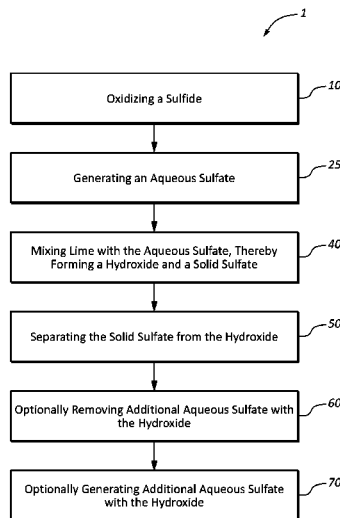 1
Oxidizing a Sulfide
10
Generating an Aqueous Sulfate
25
Mixing Lime with the Aqueous Sulfate, Thereby
Forming a Hydroxide and a Solid Sulfate
40
Separating the Solid Sulfate from the Hydroxide
50
Optionally Removing Additional Aqueous Sulfate with
the Hydroxide
60
Optionally Generating Additional Aqueous Sulfate
with the Hydroxide
70